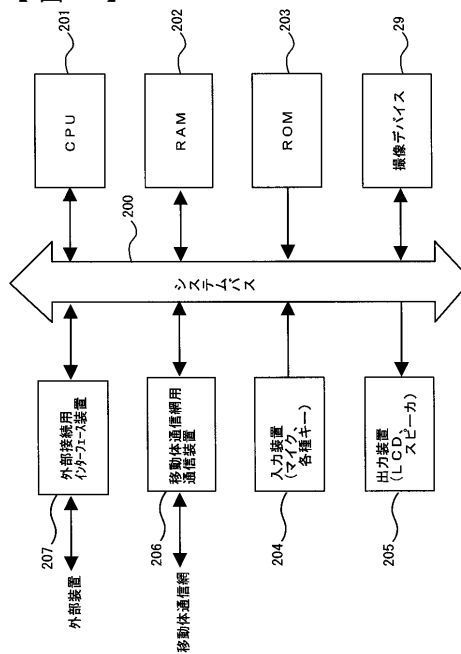 201
CPU
202
RAM
203
ROM
29
撮像デバイス
200
システムバス
外部接続用
インターフェース装置
207
外部装置
移動体通信網用
通信装置
206
移動体通信網
入力装置
(マイク、
各種キー)
204
出力装置
(LCD、
スピーカ)
205